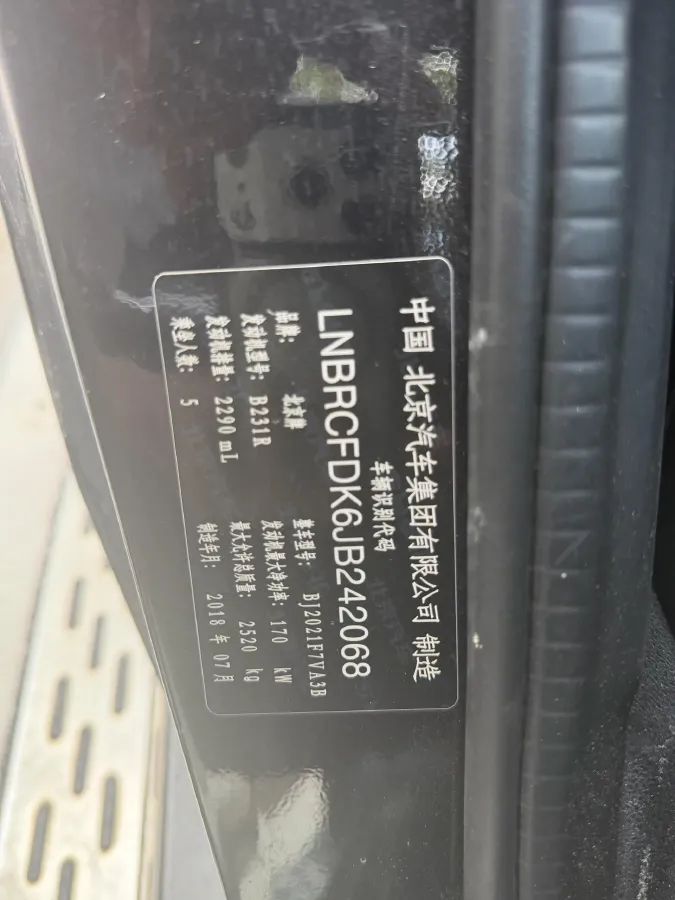 中国 北京汽车集团有限公司 制造
车辆识别代码
LNBRCFDK6JB242068
品牌: 北京牌 整车型号: BJ2021F7VA3B
发动机型号: B231R 发动机最大净功率: 170 kW
发动机排量: 2290 mL 最大允许总质量: 2520 kg
乘坐人数: 5 制造年月: 2018 年 07 月